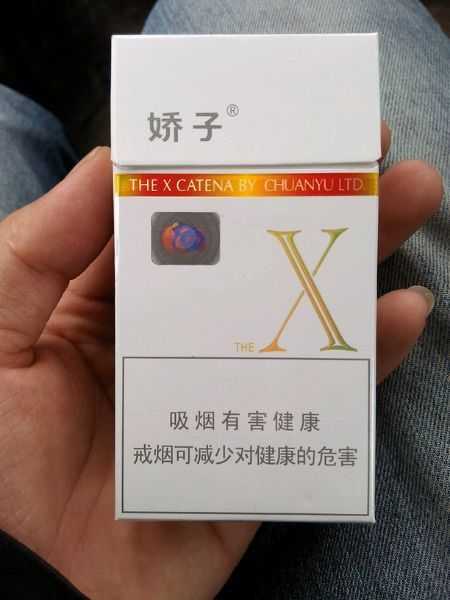 娇子®
THE X CATENA BY CHUANYU LTD.
THE X
吸烟有害健康
戒烟可减少对健康的危害